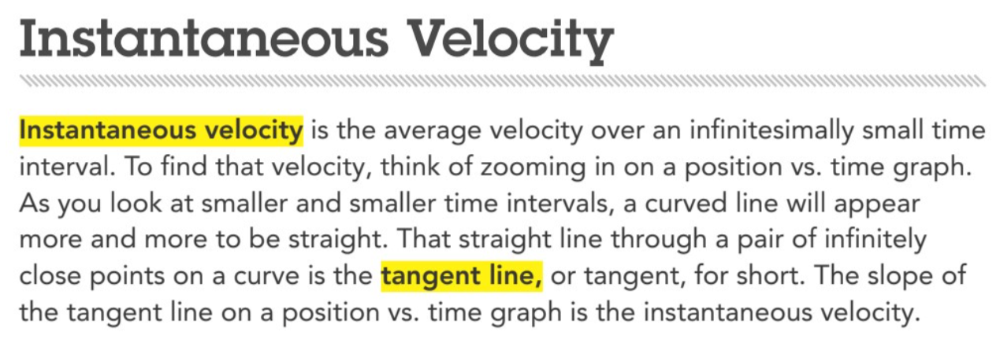 Instantaneous Velocity
Instantaneous velocity is the average velocity over an infinitesimally small time
interval. To find that velocity, think of zooming in on a position vs. time graph.
As you look at smaller and smaller time intervals, a curved line will appear
more and more to be straight. That straight line through a pair of infinitely
close points on a curve is the tangent line, or tangent, for short. The slope of
the tangent line on a position vs. time graph is the instantaneous velocity.